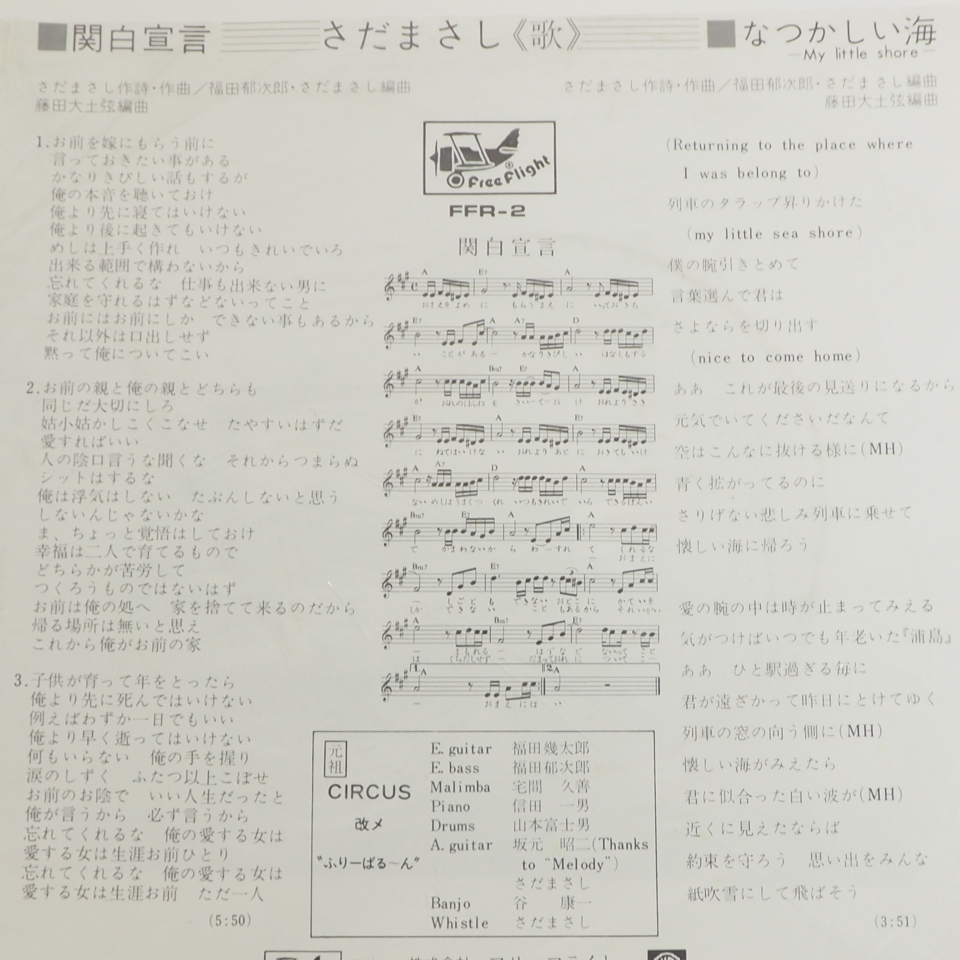 ■関白宣言
さだまさし《歌》
■なつかしい海
―My little shore―
さだまさし作詩・作曲／福田郁次郎・さだまさし編曲
藤田大土弦編曲
さだまさし作詩・作曲／福田郁次郎・さだまさし編曲
藤田大土弦編曲
1.お前を嫁にもらう前に
言っておきたい事がある
かなりきびしい話もするが
俺の本音を聴いておけ
俺より先に寝てはいけない
俺より後に起きてもいけない
めしは上手く作れ　いつもきれいでいろ
出来る範囲で構わないから
忘れてくれるな　仕事も出来ない男に
家庭を守れるはずなどないってこと
お前にはお前にしか　できない事もあるから
それ以外は口出しせず
黙って俺についてこい
2.お前の親と俺の親とどちらも
同じだ大切にしろ
姑小姑かしこくこなせ　たやすいはずだ
愛すればいい
人の陰口言うな聞くな　それからつまらぬ
シットはするな
俺は浮気はしない　たぶんしないと思う
しないんじゃないかな
ま、ちょっと覚悟はしておけ
幸福は二人で育てるもので
どちらかが苦労して
つくろうものではないはず
お前は俺の処へ　家を捨てて来るのだから
帰る場所は無いと思え
これから俺がお前の家
3.子供が育って年をとったら
俺より先に死んではいけない
例えばわずか一日でもいい
俺より早く逝ってはいけない
何もいらない　俺の手を握り
涙のしずく　ふたつ以上こぼせ
お前のお陰で　いい人生だったと
俺が言うから　必ず言うから
忘れてくれるな　俺の愛する女は
愛する女は生涯お前ひとり
忘れてくれるな　俺の愛する女は
愛する女は生涯お前　ただ一人
(5:50)
FreeFlight
FFR-2
関白宣言
元祖
CIRCUS
改メ
"ふりーばる〜ん"
E. guitar　福田幾太郎
E. bass　福田郁次郎
Malimba　宅間　久善
Piano　信田　一男
Drums　山本富士男
A. guitar　坂元　昭二(Thanks
to "Melody")
さだまさし
Banjo　谷　康一
Whistle　さだまさし
(Returning to the place where
I was belong to)
列車のタラップ昇りかけた
(my little sea shore)
僕の腕引きとめて
言葉選んで君は
さよならを切り出す
(nice to come home)
ああ　これが最後の見送りになるから
元気でいてくださいだなんて
空はこんなに抜ける様に(MH)
青く拡がってるのに
さりげない悲しみ列車に乗せて
懐しい海に帰ろう
愛の腕の中は時が止まってみえる
気がつけばいつでも年老いた『浦島』
ああ　ひと駅過ぎる毎に
君が遠ざかって昨日にとけてゆく
列車の窓の向う側に(MH)
懐しい海がみえたら
君に似合った白い波が(MH)
近くに見えたならば
約束を守ろう　思い出をみんな
紙吹雪にして飛ばそう
(3:51)